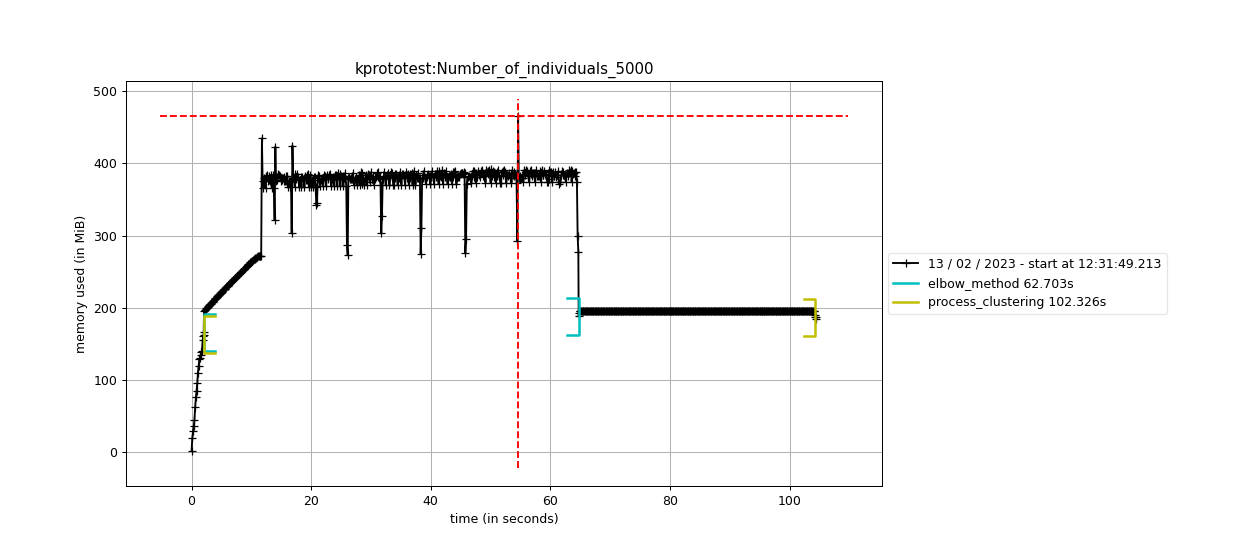 kprototest:Number_of_individuals_5000
500
400
300
200
100
0
memory used (in MiB)
0 20 40 60 80 100
time (in seconds)
13 / 02 / 2023 - start at 12:31:49.213
elbow_method 62.703s
process_clustering 102.326s